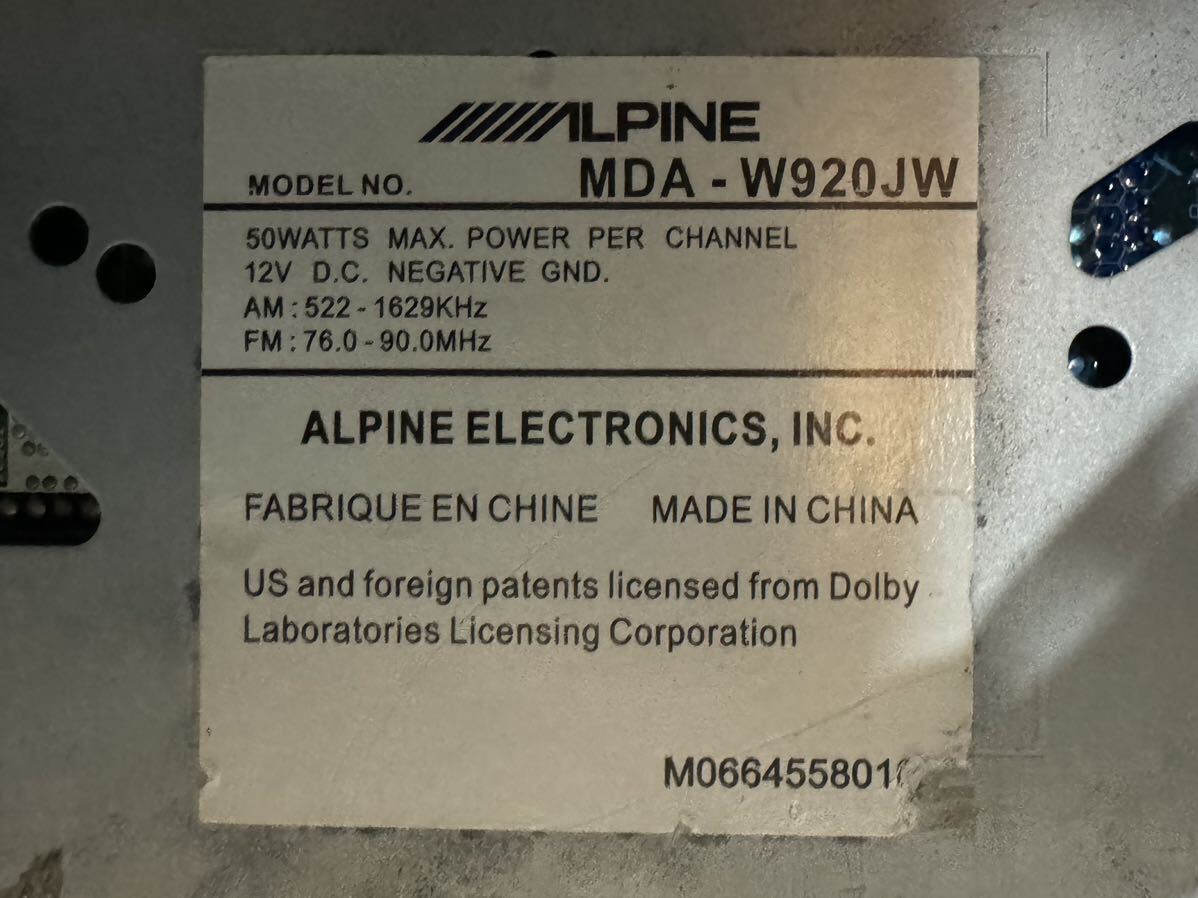 ALPINE
MODEL NO. MDA - W920JW
50WATTS MAX. POWER PER CHANNEL
12V D.C. NEGATIVE GND.
AM : 522 - 1629KHz
FM : 76.0 - 90.0MHz
ALPINE ELECTRONICS, INC.
FABRIQUE EN CHINE MADE IN CHINA
US and foreign patents licensed from Dolby
Laboratories Licensing Corporation